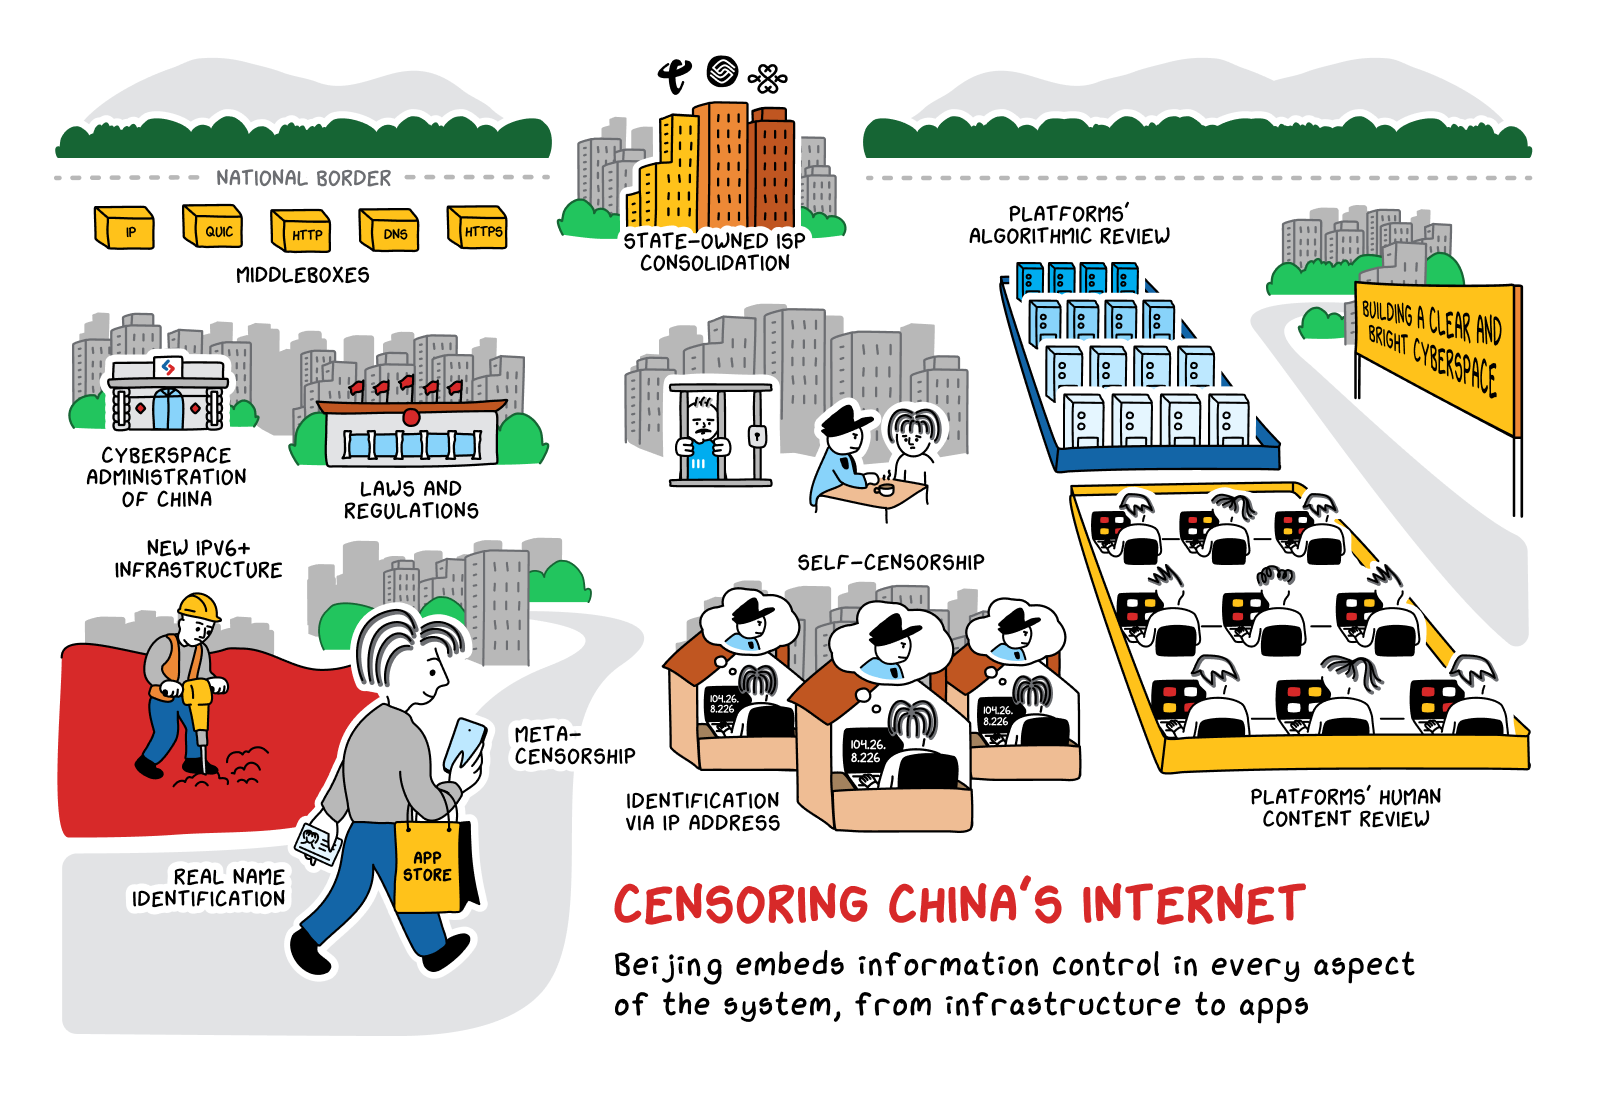 NATIONAL BORDER
IP
QUIC
HTTP
DNS
HTTPS
MIDDLEBOXES
STATE-OWNED ISP
CONSOLIDATION
PLATFORMS'
ALGORITHMIC REVIEW
BUILDING A CLEAR AND
BRIGHT CYBERSPACE
CYBERSPACE
ADMINISTRATION
OF CHINA
LAWS AND
REGULATIONS
NEW IPV6+
INFRASTRUCTURE
SELF-CENSORSHIP
104.26.
8.226
104.26.
8.226
104.26.
8.226
META-
CENSORSHIP
IDENTIFICATION
VIA IP ADDRESS
PLATFORMS' HUMAN
CONTENT REVIEW
APP
STORE
REAL NAME
IDENTIFICATION
CENSORING CHINA'S INTERNET
Beijing embeds information control in every aspect
of the system, from infrastructure to apps